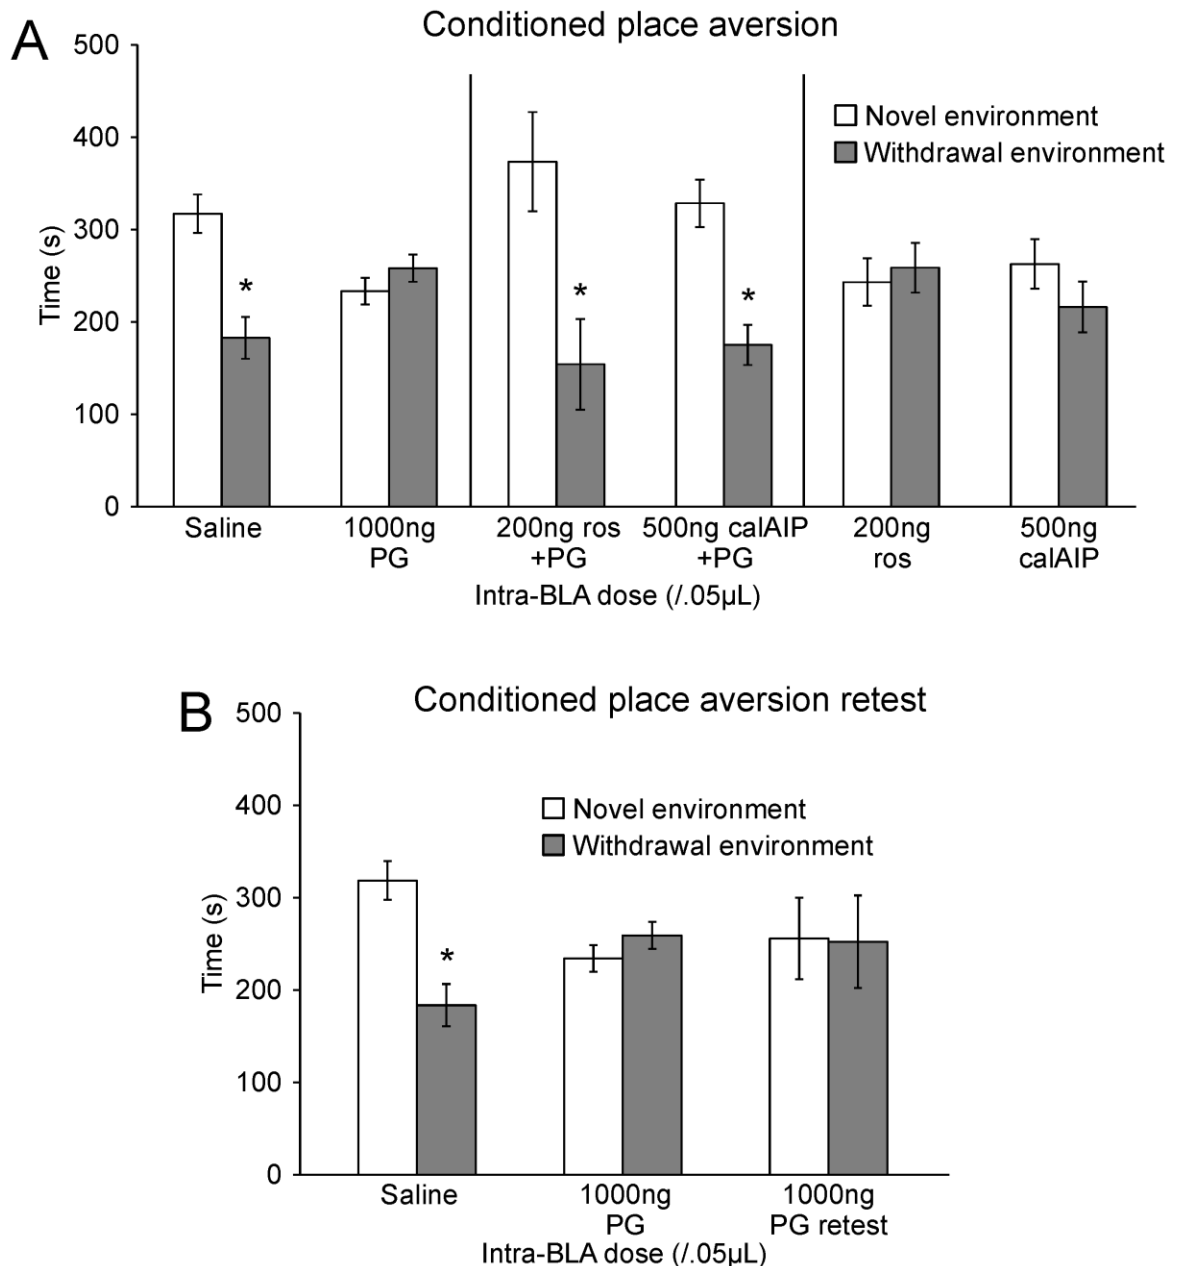 A
Conditioned place aversion
500
400
300
200
100
0
Time (s)
Novel environment
Withdrawal environment
*
*
*
Saline
1000ng
PG
200ng ros
+PG
500ng calAIP
+PG
200ng
ros
500ng
calAIP
Intra-BLA dose (/.05µL)
B
Conditioned place aversion retest
500
400
300
200
100
0
Time (s)
Novel environment
Withdrawal environment
*
Saline
1000ng
PG
1000ng
PG retest
Intra-BLA dose (/.05µL)